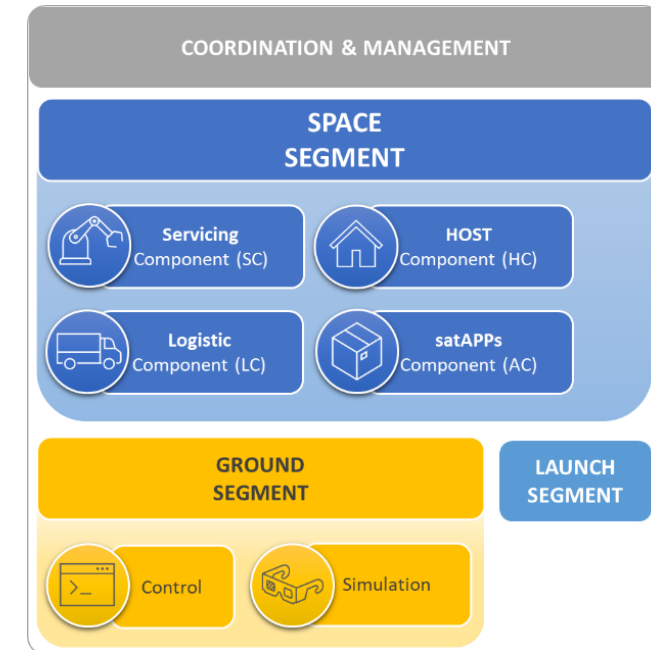 COORDINATION & MANAGEMENT
SPACE
SEGMENT
Servicing
Component (SC)
HOST
Component (HC)
Logistic
Component (LC)
satAPPs
Component (AC)
GROUND
SEGMENT
LAUNCH
SEGMENT
>_
Control
Simulation